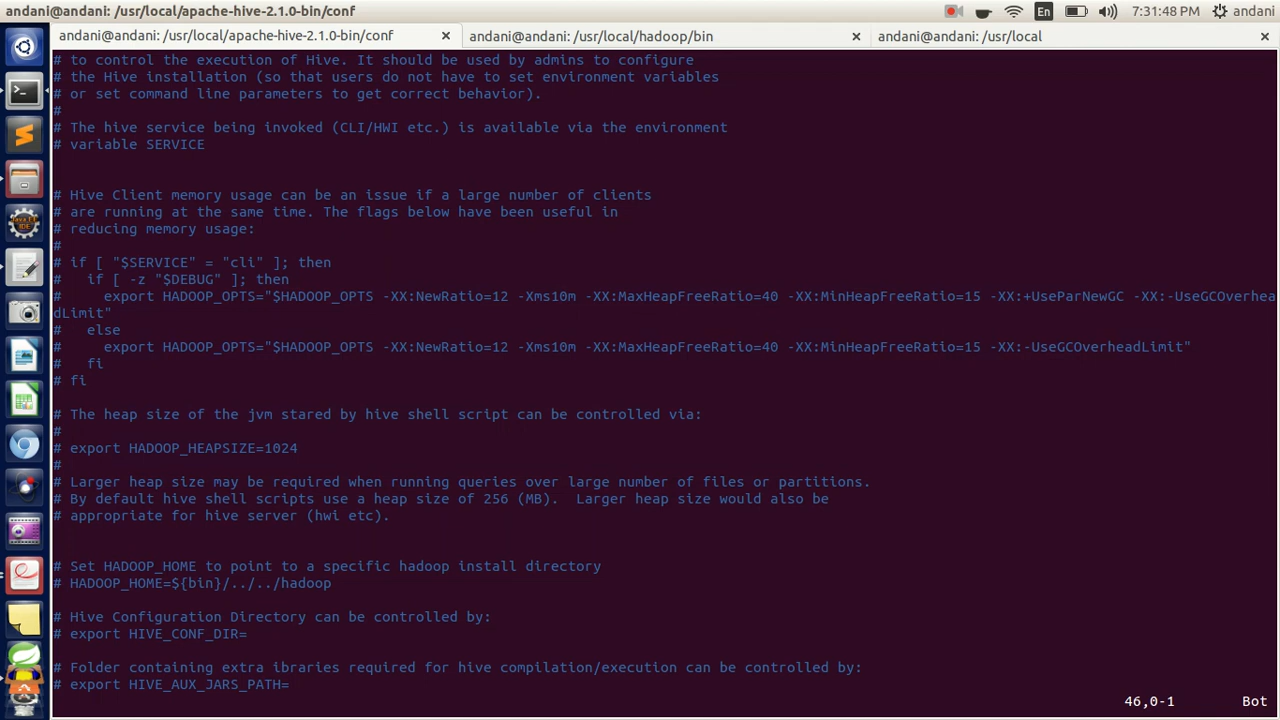 andani@andani: /usr/local/apache-hive-2.1.0-bin/conf
En
7:31:48 PM
andani
andani@andani: /usr/local/apache-hive-2.1.0-bin/conf
andani@andani: /usr/local/hadoop/bin
andani@andani: /usr/local
# to control the execution of Hive. It should be used by admins to configure
# the Hive installation (so that users do not have to set environment variables
# or set command line parameters to get correct behavior).
#
# The hive service being invoked (CLI/HWI etc.) is available via the environment
# variable SERVICE
# Hive Client memory usage can be an issue if a large number of clients
# are running at the same time. The flags below have been useful in
# reducing memory usage:
#
# if [ "$SERVICE" = "cli" ]; then
#   if [ -z "$DEBUG" ]; then
#     export HADOOP_OPTS="$HADOOP_OPTS -XX:NewRatio=12 -Xms10m -XX:MaxHeapFreeRatio=40 -XX:MinHeapFreeRatio=15 -XX:+UseParNewGC -XX:-UseGCOverhea
dLimit"
#   else
#     export HADOOP_OPTS="$HADOOP_OPTS -XX:NewRatio=12 -Xms10m -XX:MaxHeapFreeRatio=40 -XX:MinHeapFreeRatio=15 -XX:-UseGCOverheadLimit"
#   fi
# fi
# The heap size of the jvm stared by hive shell script can be controlled via:
#
# export HADOOP_HEAPSIZE=1024
#
# Larger heap size may be required when running queries over large number of files or partitions.
# By default hive shell scripts use a heap size of 256 (MB).  Larger heap size would also be
# appropriate for hive server (hwi etc).
# Set HADOOP_HOME to point to a specific hadoop install directory
# HADOOP_HOME=${bin}/../../hadoop
# Hive Configuration Directory can be controlled by:
# export HIVE_CONF_DIR=
# Folder containing extra ibraries required for hive compilation/execution can be controlled by:
# export HIVE_AUX_JARS_PATH=
46,0-1
Bot